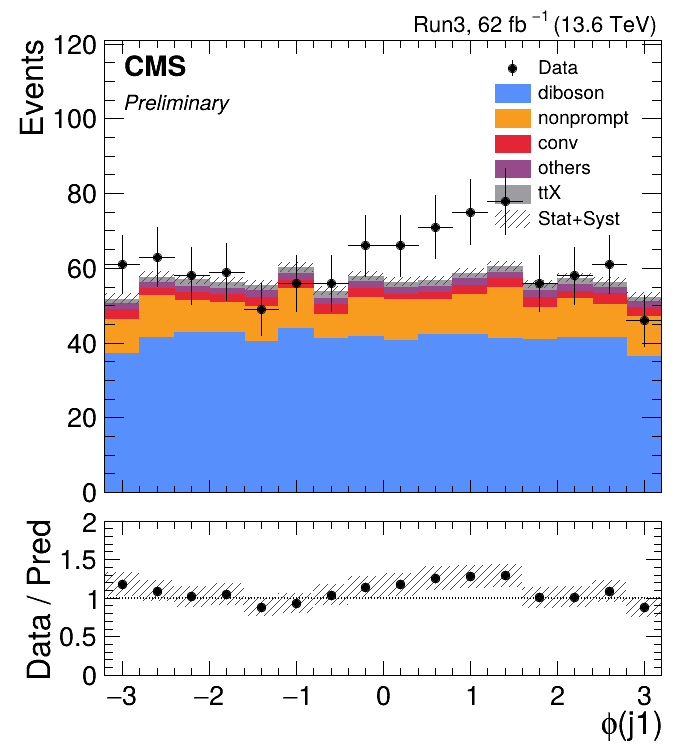 Run3, 62 fb⁻¹ (13.6 TeV)
CMS
Preliminary
Events
120
100
80
60
40
20
0
Data
diboson
nonprompt
conv
others
ttX
Stat+Syst
Data / Pred
2
1.5
1
0.5
0
−3 −2 −1 0 1 2 3
ϕ(j1)